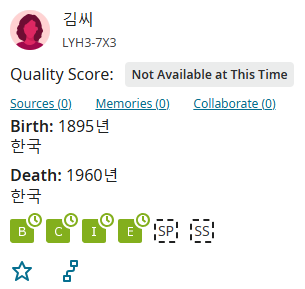 김씨
LYH3-7X3
Quality Score: Not Available at This Time
Sources (0) Memories (0) Collaborate (0)
Birth: 1895년
한국
Death: 1960년
한국
B C I E SP SS